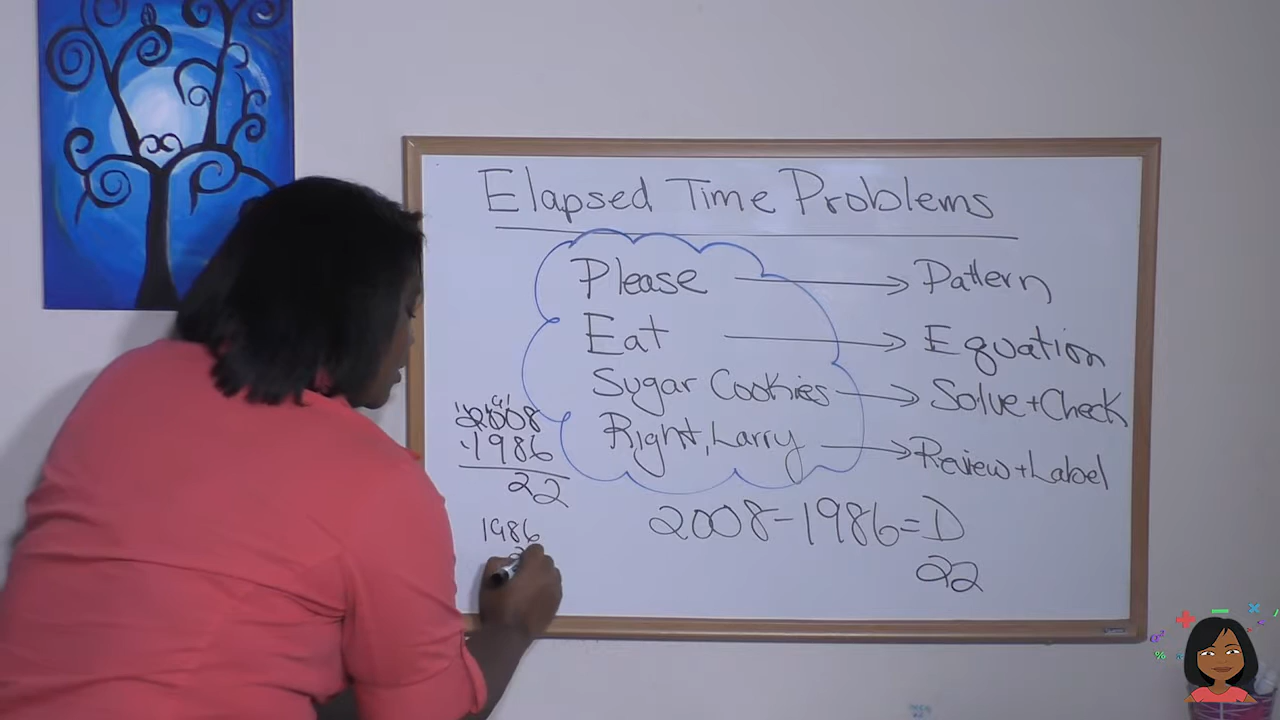 Elapsed Time Problems
Please → Pattern
Eat → Equation
Sugar Cookies → Solve + Check
Right, Larry → Review + Label
2008
- 1986
22
1986
2008 - 1986 = D
22